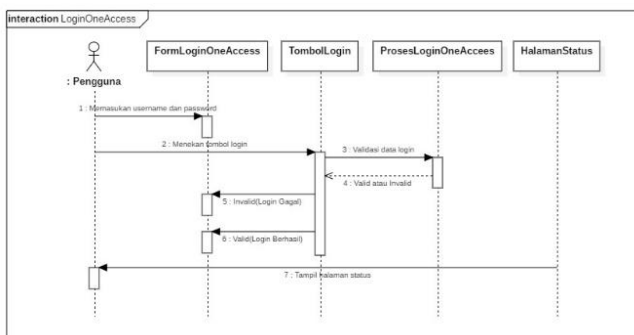 interaction LoginOneAccess
FormLoginOneAccess
TombolLogin
ProsesLoginOneAccees
HalamanStatus
: Pengguna
1 : Memasukan username dan password
2 : Menekan tombol login
3 : Validasi data login
4 : Valid atau Invalid
5 : Invalid(Login Gagal)
6 : Valid(Login Berhasil)
7 : Tampil halaman status